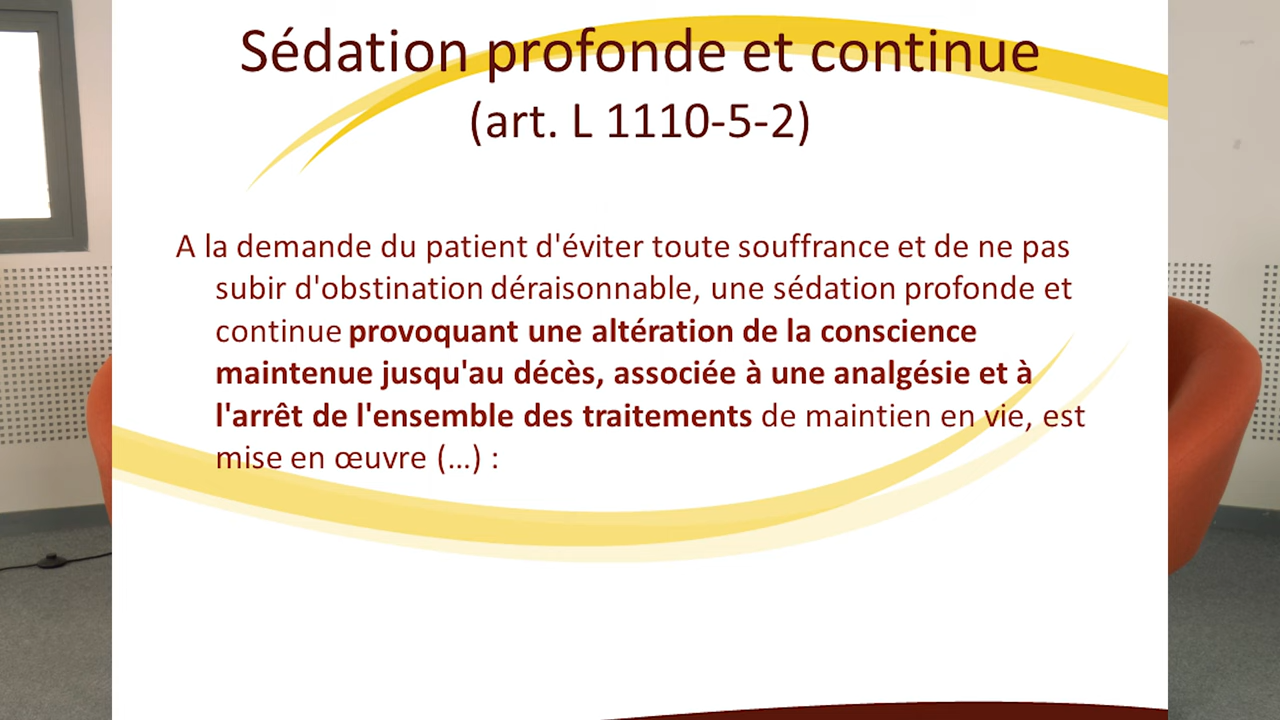 Sédation profonde et continue
(art. L 1110-5-2)
A la demande du patient d'éviter toute souffrance et de ne pas
subir d'obstination déraisonnable, une sédation profonde et
continue provoquant une altération de la conscience
maintenue jusqu'au décès, associée à une analgésie et à
l'arrêt de l'ensemble des traitements de maintien en vie, est
mise en œuvre (...) :